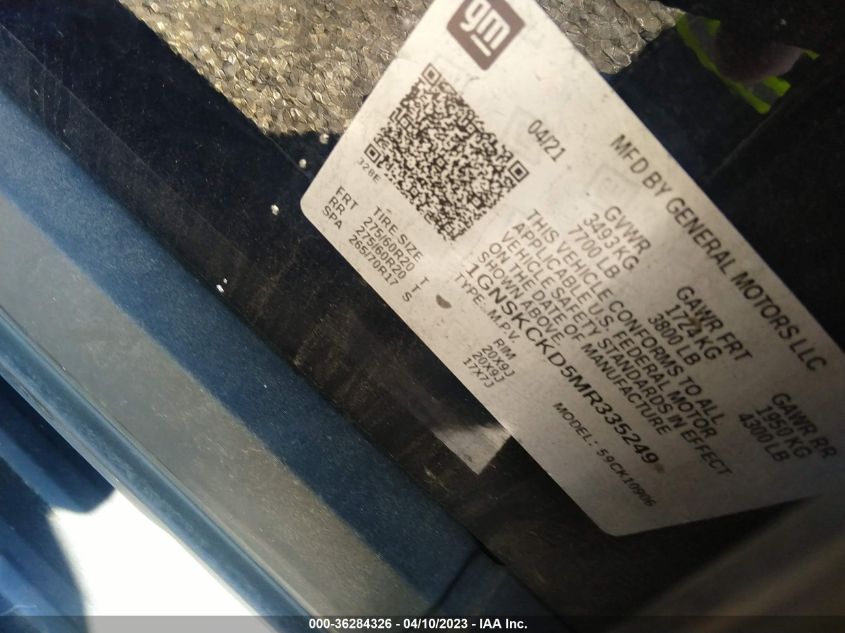 gm
MFD BY GENERAL MOTORS LLC
04/21
GVWR
3493 KG
7700 LB
GAWR FRT
1724 KG
3800 LB
GAWR RR
1950 KG
4300 LB
THIS VEHICLE CONFORMS TO ALL
APPLICABLE U.S. FEDERAL MOTOR
VEHICLE SAFETY STANDARDS IN EFFECT
ON THE DATE OF MANUFACTURE
SHOWN ABOVE.
1GNSKCKD5MR335249
TYPE: M.P.V.
MODEL: 59CK10906
328E
TIRE SIZE RIM
FRT 275/60R20 T 20X9J
RR 275/60R20 20X9J
SPA 265/70R17 S 17X7J
000-36284326 - 04/10/2023 - IAA Inc.